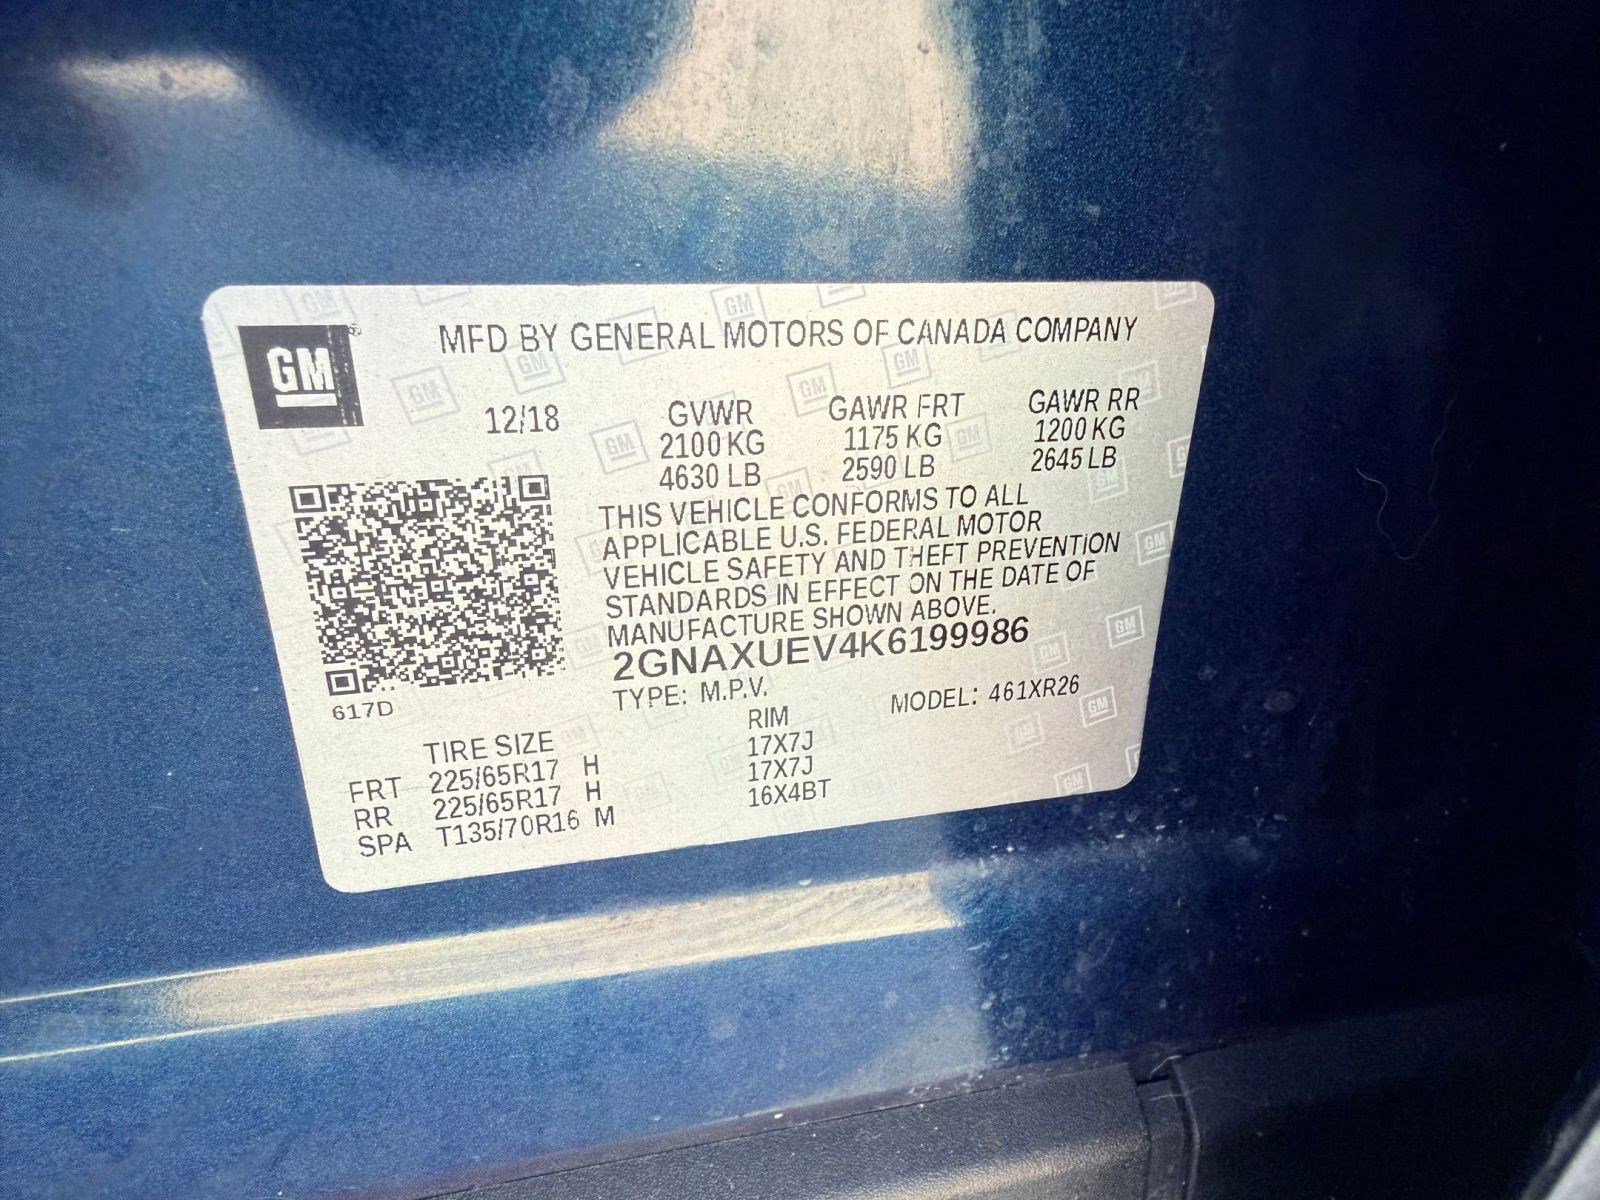 GM
MFD BY GENERAL MOTORS OF CANADA COMPANY
12/18 GVWR GAWR FRT GAWR RR
2100 KG 1175 KG 1200 KG
4630 LB 2590 LB 2645 LB
THIS VEHICLE CONFORMS TO ALL
APPLICABLE U.S. FEDERAL MOTOR
VEHICLE SAFETY AND THEFT PREVENTION
STANDARDS IN EFFECT ON THE DATE OF
MANUFACTURE SHOWN ABOVE.
2GNAXUEV4K6199986
TYPE: M.P.V. MODEL: 461XR26
617D
TIRE SIZE RIM
FRT 225/65R17 H 17X7J
RR 225/65R17 H 17X7J
SPA T135/70R16 M 16X4BT